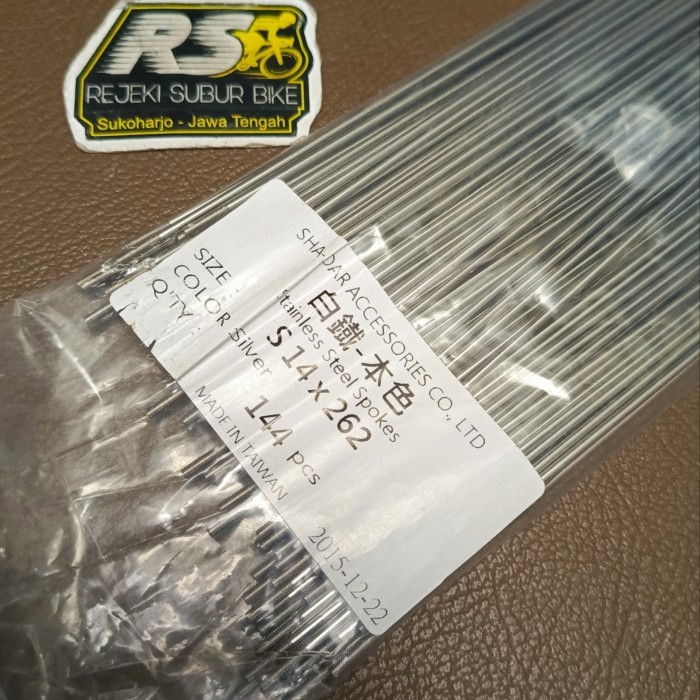 RS
REJEKI SUBUR BIKE
Sukoharjo - Jawa Tengah
SHA-DAR ACCESSORIES CO., LTD
白鐵-本色
Stainless Steel Spokes
SIZE : S 14 x 262
COLOR : Silver
Q'TY : 144 pcs
MADE IN TAIWAN 2015-12-22